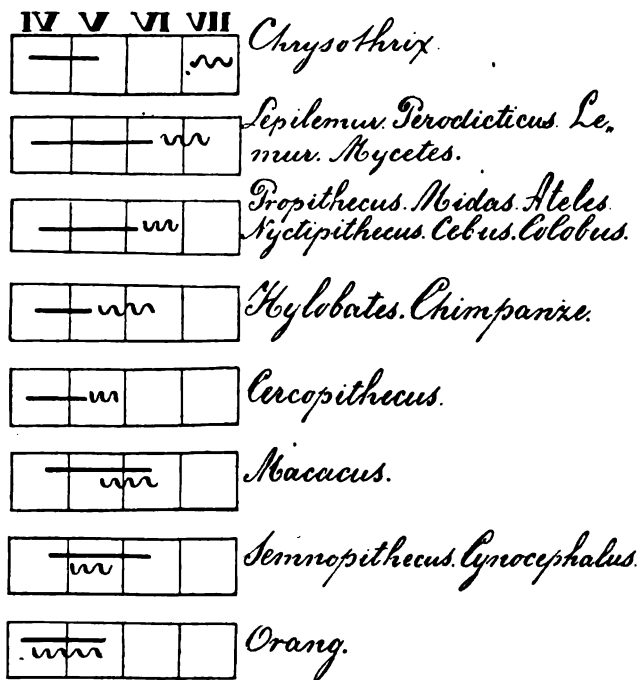 IV V VI VII
Chrysothrix.
Lepilemur. Perodicticus. Le„
mur. Mycetes.
Propithecus. Midas. Ateles.
Nyctipithecus. Cebus. Colobus.
Hylobates. Chimpanze.
Cercopithecus.
Macacus.
Semnopithecus. Cynocephalus.
Orang.